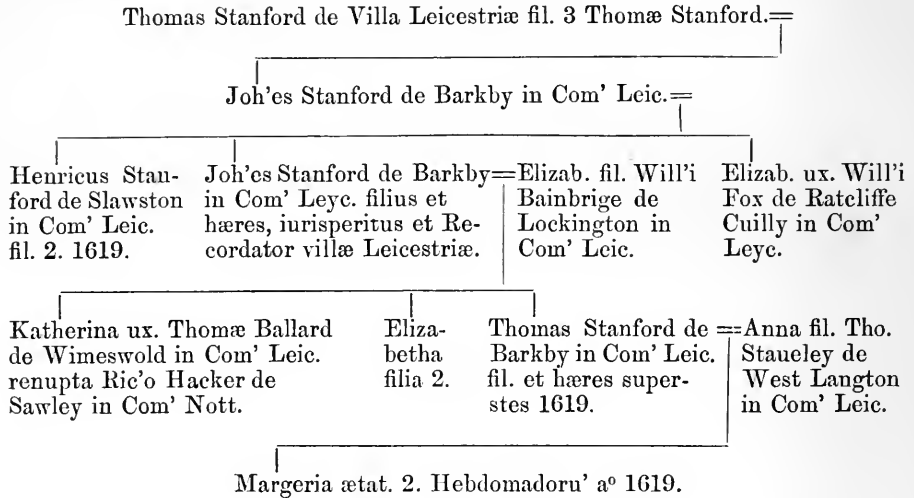 Thomas Stanford de Villa Leicestriæ fil. 3 Thomæ Stanford.=
Joh'es Stanford de Barkby in Com' Leic.=
Henricus Stan-
ford de Slawston
in Com' Leic.
fil. 2. 1619.
Joh'es Stanford de Barkby=
in Com' Leyc. filius et
hæres, iurisperitus et Re-
cordator villæ Leicestriæ.
Elizab. fil. Will'i
Bainbrige de
Lockington in
Com' Leic.
Elizab. ux. Will'i
Fox de Ratcliffe
Cuilly in Com'
Leyc.
Katherina ux. Thomæ Ballard
de Wimeswold in Com' Leic.
renupta Ric'o Hacker de
Sawley in Com' Nott.
Eliza-
betha
filia 2.
Thomas Stanford de =
Barkby in Com' Leic.
fil. et hæres super-
stes 1619.
Anna fil. Tho.
Staueley de
West Langton
in Com' Leic.
Margeria ætat. 2. Hebdomadoru' aº 1619.